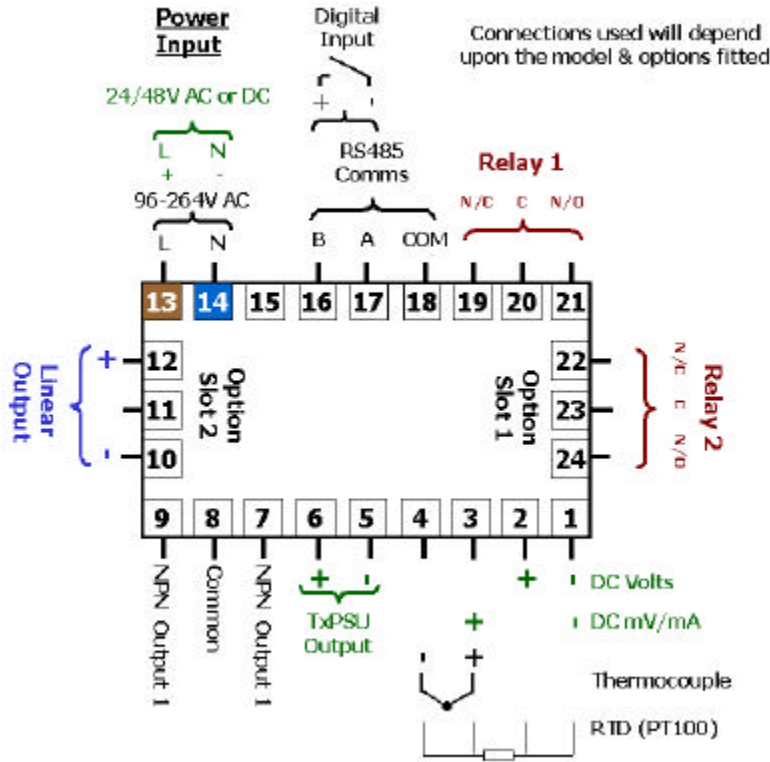 Power
Input
Digital
Input
Connections used will depend
upon the model & options fitted
24/48V AC or DC
L N
+ -
+ -
RS485
Comms
Relay 1
96-264V AC
N/C C N/O
L N
B A COM
13 14 15 16 17 18 19 20 21
+ 12
11
- 10
Linear
Output
Option
Slot 2
Option
Slot 1
22 N/C
23 C
24 N/O
Relay 2
9 8 7 6 5 4 3 2 1
NPN Output 1
Common
NPN Output 1
+ -
TxPSU
Output
+ - DC Volts
+ - DC mV/mA
- +
Thermocouple
RTD (PT100)